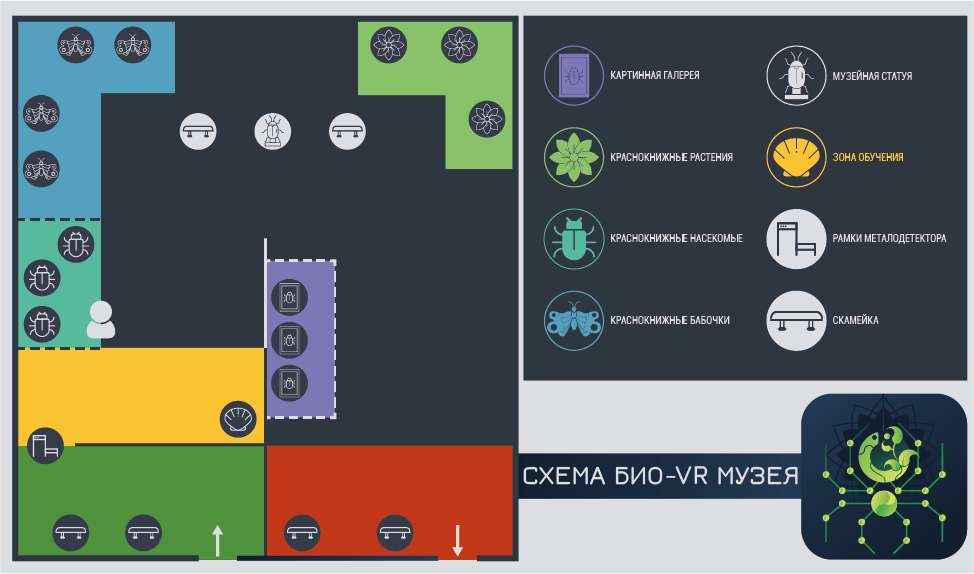 КАРТИННАЯ ГАЛЕРЕЯ
МУЗЕЙНАЯ СТАТУЯ
КРАСНОКНИЖНЫЕ РАСТЕНИЯ
ЗОНА ОБУЧЕНИЯ
КРАСНОКНИЖНЫЕ НАСЕКОМЫЕ
РАМКИ МЕТАЛОДЕТЕКТОРА
КРАСНОКНИЖНЫЕ БАБОЧКИ
СКАМЕЙКА
СХЕМА БИО-VR МУЗЕЯ